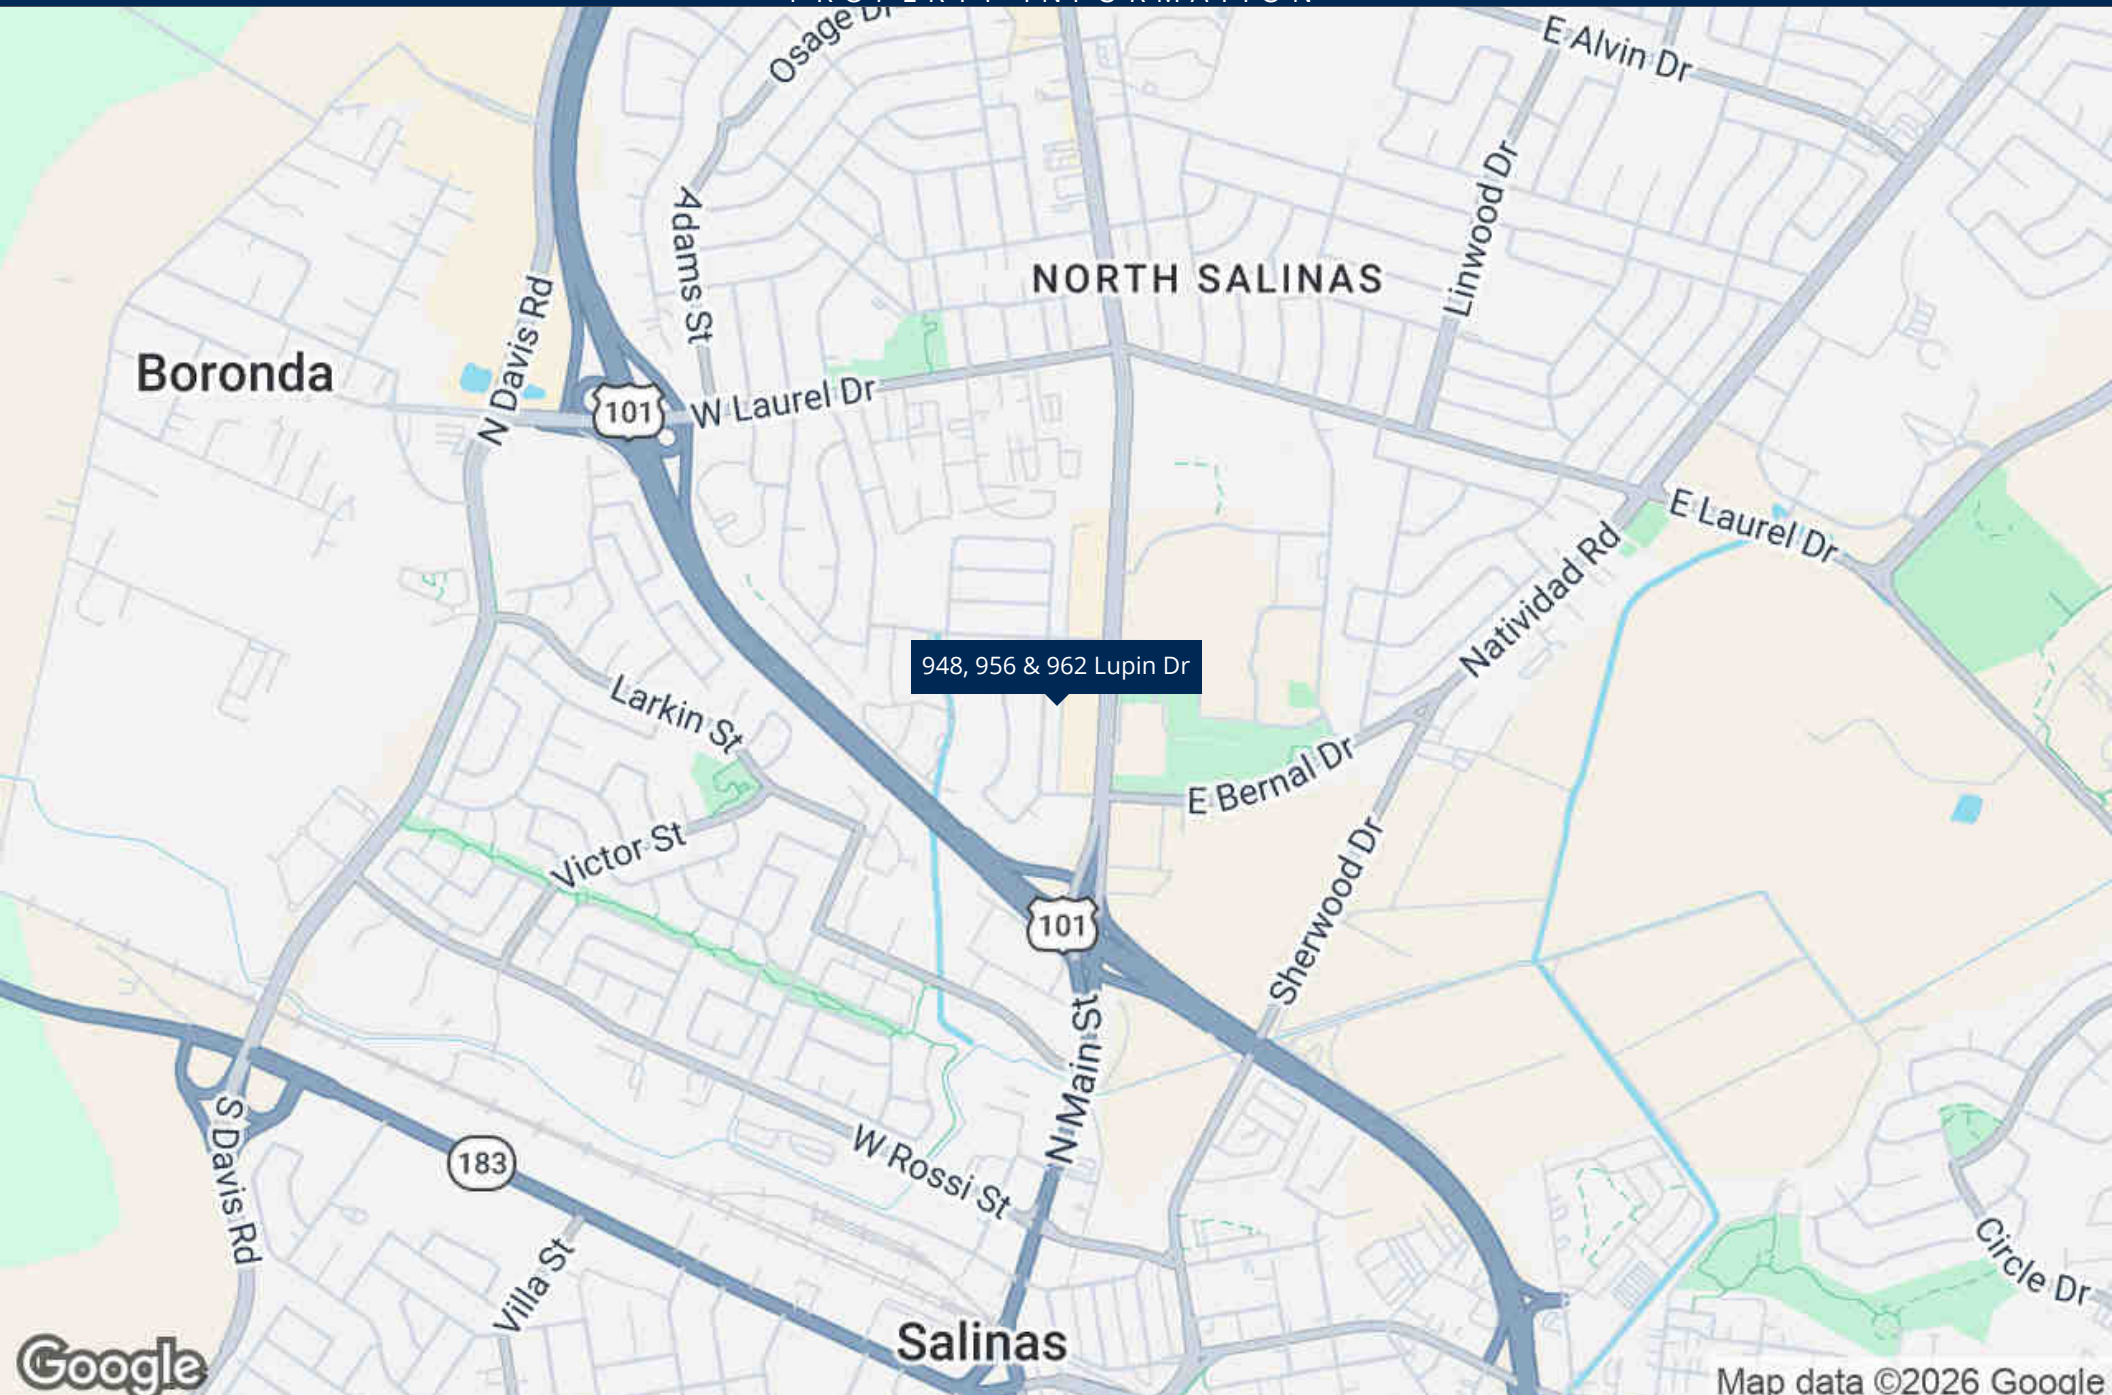 PROPERTY INFORMATION
Osage Dr
E Alvin Dr
Linwood Dr
Adams St
NORTH SALINAS
N Davis Rd
Boronda
101
W Laurel Dr
E Laurel Dr
Natividad Rd
948, 956 & 962 Lupin Dr
Larkin St
E Bernal Dr
Victor St
Sherwood Dr
101
N Main St
S Davis Rd
183
W Rossi St
Villa St
Circle Dr
Salinas
Google
Map data ©2026 Google